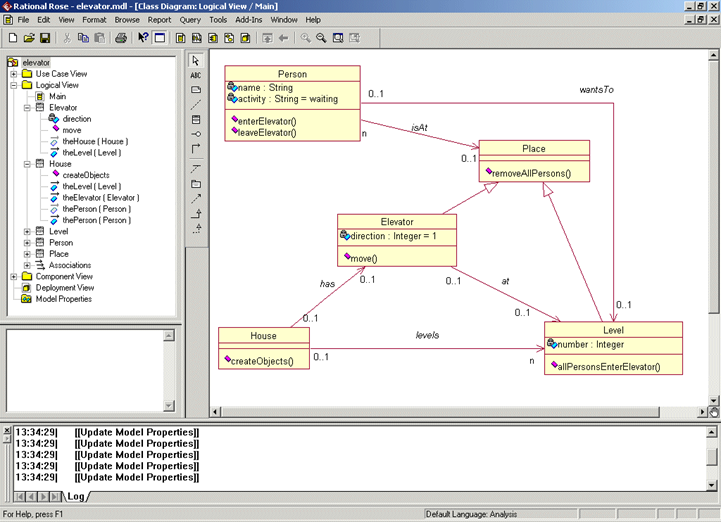 Rational Rose - elevator.mdl - [Class Diagram: Logical View / Main]
File Edit View Format Browse Report Query Tools Add-Ins Window Help
elevator
Use Case View
Logical View
Main
Elevator
direction
move
theHouse ( House )
theLevel ( Level )
House
createObjects
theLevel ( Level )
theElevator ( Elevator )
thePerson ( Person )
thePerson ( Person )
Level
Person
Place
Associations
Component View
Deployment View
Model Properties
ABC
Person
name : String
activity : String = waiting
enterElevator()
leaveElevator()
0..1
wantsTo
n
isAt
0..1
Place
removeAllPersons()
Elevator
direction : Integer = 1
move()
has
0..1
0..1
at
0..1
0..1
0..1
House
createObjects()
levels
0..1
n
Level
number : Integer
allPersonsEnterElevator()
13:34:29| [[Update Model Properties]]
13:34:29| [[Update Model Properties]]
13:34:29| [[Update Model Properties]]
13:34:29| [[Update Model Properties]]
13:34:29| [[Update Model Properties]]
Log
For Help, press F1
Default Language: Analysis